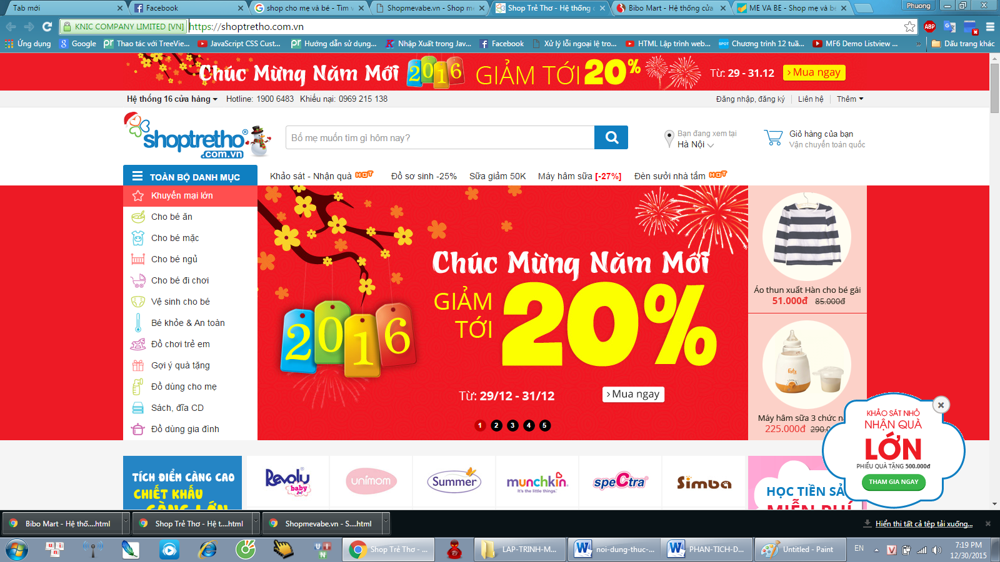 Tab mới
Facebook
shop cho mẹ và bé - Tìm v
Shopmevabe.vn - Shop mẹ
Shop Trẻ Thơ - Hệ thống c
Bibo Mart - Hệ thống cửa
ME VA BE - Shop mẹ và bé
Phuong
KNIC COMPANY LIMITED [VN]
https://shoptretho.com.vn
ABP
Ứng dụng
Google
Thao tác với TreeVie...
JavaScript CSS Cust...
Hướng dẫn sử dụng...
Nhập Xuất trong Jav...
Facebook
Xử lý lỗi ngoại lệ tro...
HTML Lập trình web...
Chương trình 12 tuầ...
MF6 Demo Listview ...
»
Dấu trang khác
Chúc Mừng Năm Mới 2016 GIẢM TỚI 20% Từ: 29 - 31.12 › Mua ngay
Hệ thống 16 cửa hàng
Hotline: 1900 6483
Khiếu nại: 0969 215 138
Đăng nhập, đăng ký
Liên hệ
Thêm
shoptretho®
.com.vn
Bố mẹ muốn tìm gì hôm nay?
Bạn đang xem tại
Hà Nội
Giỏ hàng của bạn
Vận chuyển toàn quốc
TOÀN BỘ DANH MỤC
Khảo sát - Nhận quà HOT
Đồ sơ sinh -25%
Sữa giảm 50K
Máy hâm sữa [-27%]
Đèn sưởi nhà tắm HOT
Khuyến mại lớn
Cho bé ăn
Cho bé mặc
Cho bé ngủ
Cho bé đi chơi
Vệ sinh cho bé
Bé khỏe & An toàn
Đồ chơi trẻ em
Gợi ý quà tặng
Đồ dùng cho mẹ
Sách, đĩa CD
Đồ dùng gia đình
Chúc Mừng Năm Mới
GIẢM
TỚI
20%
2016
Từ: 29/12 - 31/12
› Mua ngay
1 2 3 4 5
Áo thun xuất Hàn cho bé gái
51.000đ 85.000đ
Máy hâm sữa 3 chức n
225.000đ 290.
KHẢO SÁT NHỎ
NHẬN QUÀ
LỚN
PHIẾU QUÀ TẶNG 500.000đ
THAM GIA NGAY
TÍCH ĐIỂM CÀNG CAO
CHIẾT KHẤU
CÀNG LỚN
Revolu
baby
unimom
Summer
munchkin
It's the little things.
spectra
Simba
HỌC TIỀN SẢ
MIỄN PHÍ
Bibo Mart - Hệ thố....html
Shop Trẻ Thơ - Hệ t....html
Shopmevabe.vn - S....html
Hiển thị tất cả tệp tải xuống...
Shop Trẻ Thơ - ...
LAP-TRINH-M...
noi-dung-thuc-...
PHAN-TICH-D...
Untitled - Paint
EN
7:19 PM
12/30/2015